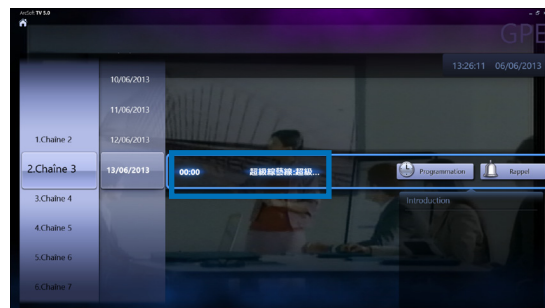 ArcSoft TV 5.0
GPE
13:26:11 06/06/2013
10/06/2013
11/06/2013
1.Chaîne 2
12/06/2013
2.Chaîne 3
13/06/2013
00:00
超級綜藝線:超級...
Programmation
Rappel
3.Chaîne 4
Introduction
4.Chaîne 5
5.Chaîne 6
6.Chaîne 7